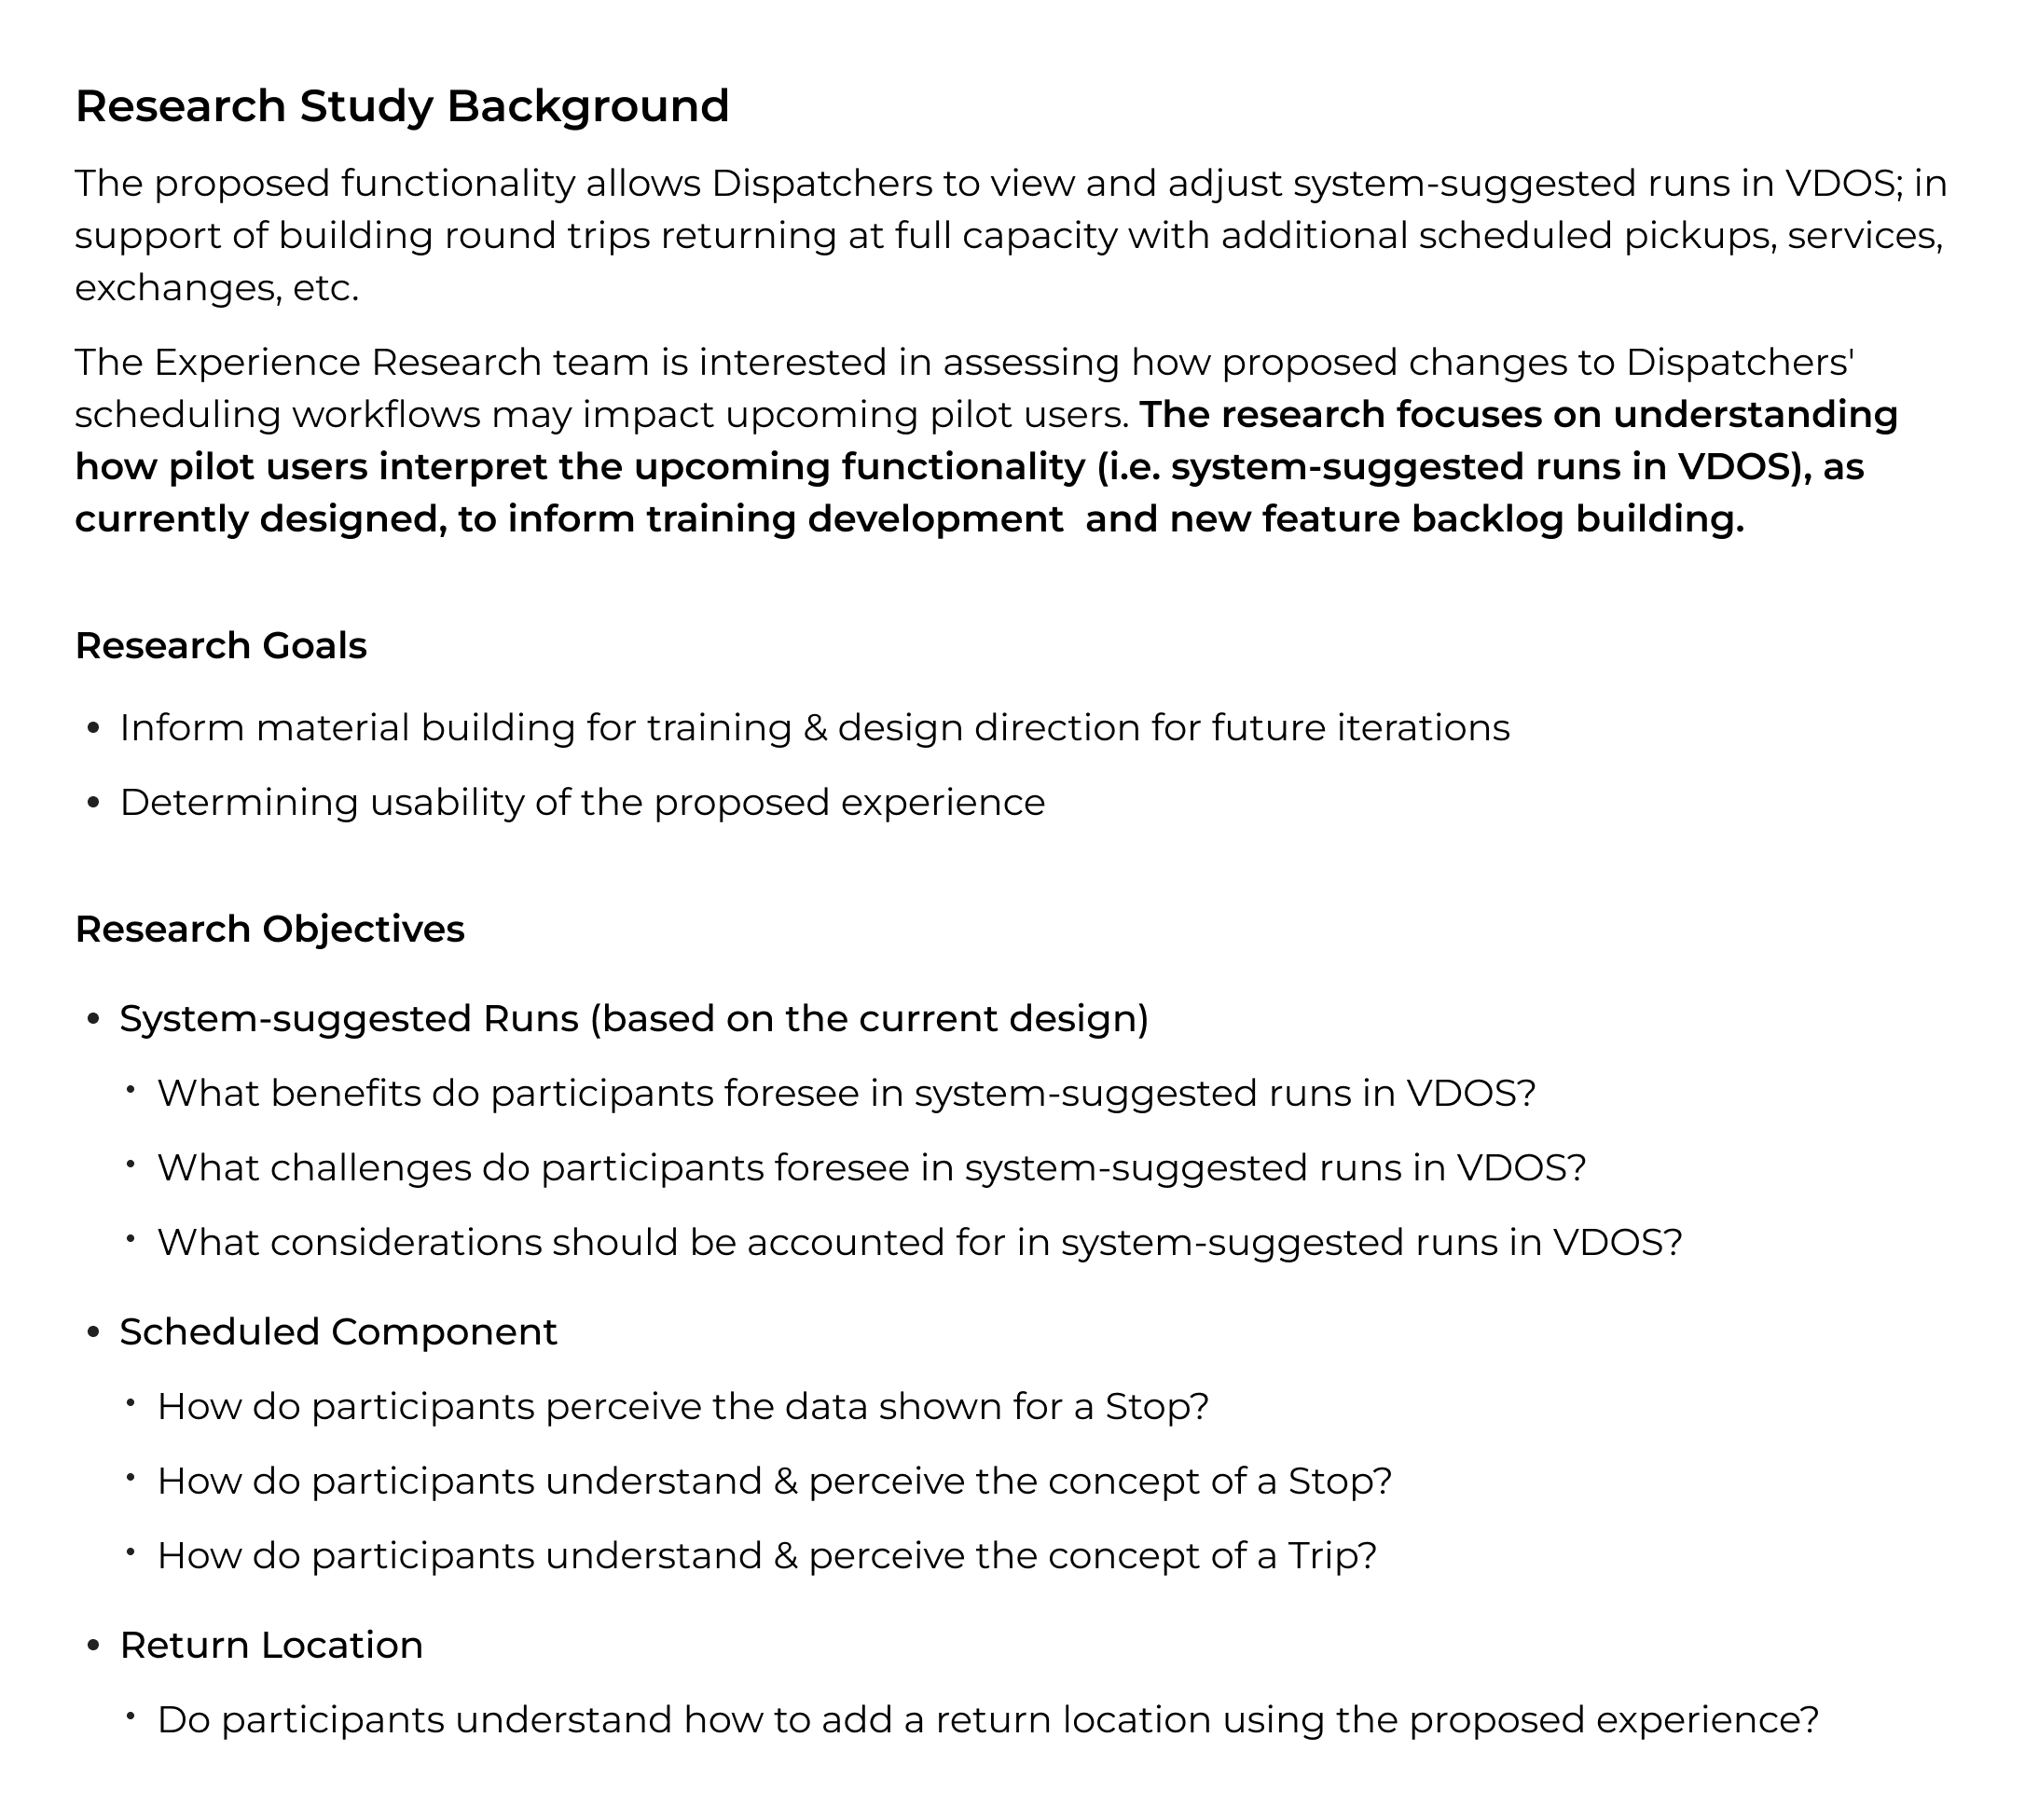 Research Study Background
The proposed functionality allows Dispatchers to view and adjust system-suggested runs in VDOS; in
support of building round trips returning at full capacity with additional scheduled pickups, services,
exchanges, etc.
The Experience Research team is interested in assessing how proposed changes to Dispatchers'
scheduling workflows may impact upcoming pilot users. The research focuses on understanding
how pilot users interpret the upcoming functionality (i.e. system-suggested runs in VDOS), as
currently designed, to inform training development  and new feature backlog building.
Research Goals
• Inform material building for training & design direction for future iterations
• Determining usability of the proposed experience
Research Objectives
• System-suggested Runs (based on the current design)
• What benefits do participants foresee in system-suggested runs in VDOS?
• What challenges do participants foresee in system-suggested runs in VDOS?
• What considerations should be accounted for in system-suggested runs in VDOS?
• Scheduled Component
• How do participants perceive the data shown for a Stop?
• How do participants understand & perceive the concept of a Stop?
• How do participants understand & perceive the concept of a Trip?
• Return Location
• Do participants understand how to add a return location using the proposed experience?